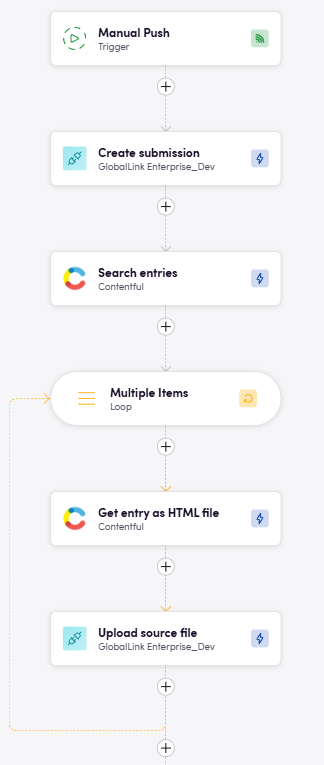 Manual Push
Trigger
Create submission
GlobalLink Enterprise_Dev
Search entries
Contentful
Multiple Items
Loop
Get entry as HTML file
Contentful
Upload source file
GlobalLink Enterprise_Dev